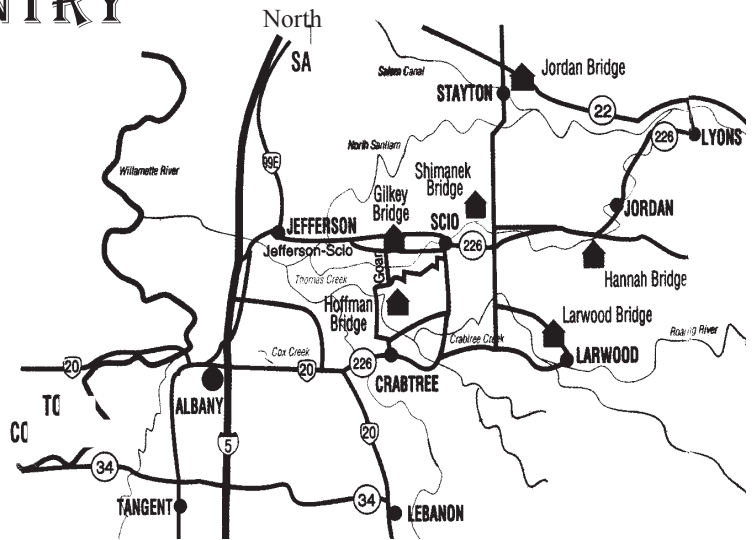 NTRY
North
SA
Salem Canal
Jordan Bridge
STAYTON
22
LYONS
226
North Santiam
99E
Willamette River
Shimanek
Bridge
Gilkey
Bridge
JORDAN
SCIO
JEFFERSON
226
Jefferson-Scio
Goar
Hannah Bridge
Thomas Creek
Hoffman
Bridge
Larwood Bridge
Roaring River
Crabtree Creek
Cox Creek
LARWOOD
20
226
20
CRABTREE
ALBANY
TO
CO
20
5
34
34
TANGENT
LEBANON